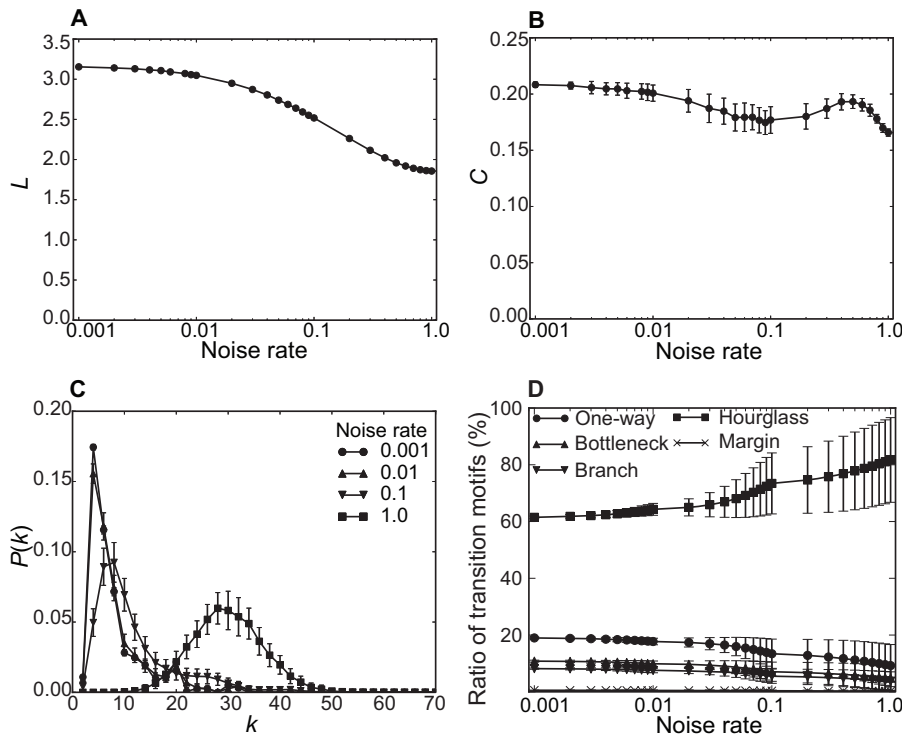 A
3.5
3.0
2.5
2.0
1.5
1.0
0.5
0.0
L
0.001
0.01
0.1
1.0
Noise rate
B
0.25
0.20
0.15
0.10
0.05
0.00
C
0.001
0.01
0.1
1.0
Noise rate
C
0.20
0.15
0.10
0.05
0.00
P(k)
0
10
20
30
40
50
60
70
k
Noise rate
0.001
0.01
0.1
1.0
D
100
80
60
40
20
Ratio of transition motifs (%)
One-way
Bottleneck
Branch
Hourglass
Margin
0.001
0.01
0.1
1.0
Noise rate